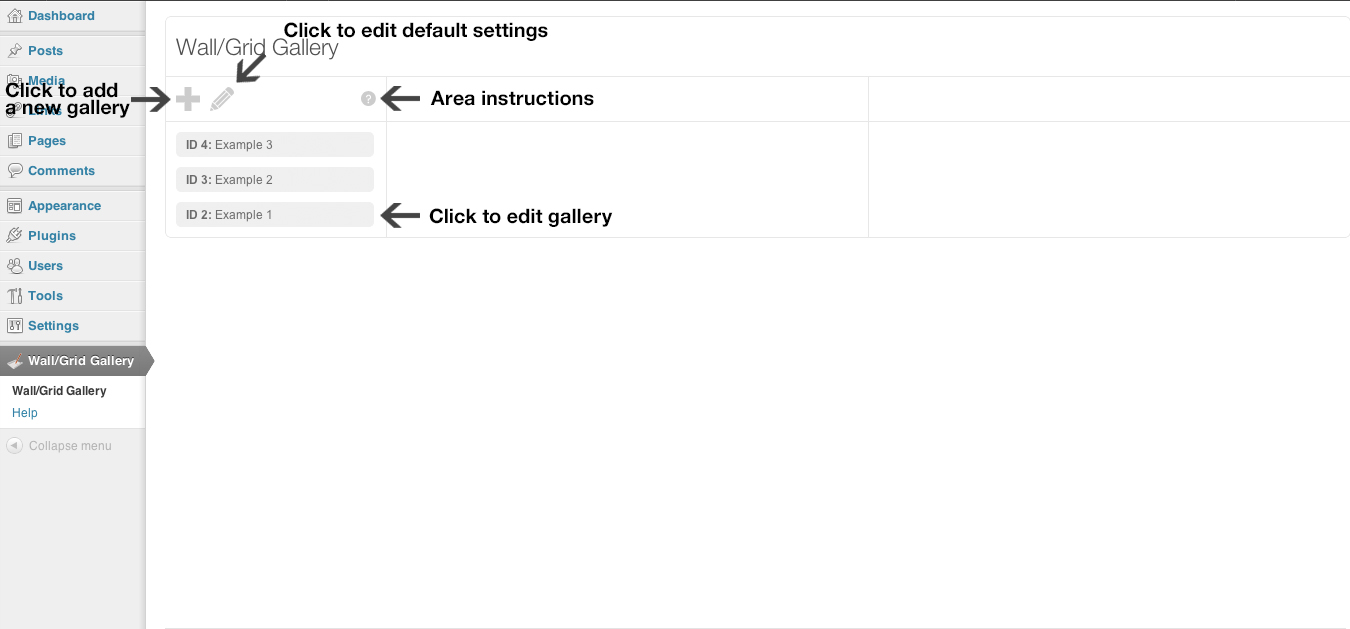 Dashboard
Posts
Media
Links
Pages
Comments
Appearance
Plugins
Users
Tools
Settings
Wall/Grid Gallery
Wall/Grid Gallery
Help
Collapse menu
Click to add
a new gallery
Click to edit default settings
Wall/Grid Gallery
?
Area instructions
ID 4: Example 3
ID 3: Example 2
ID 2: Example 1
Click to edit gallery